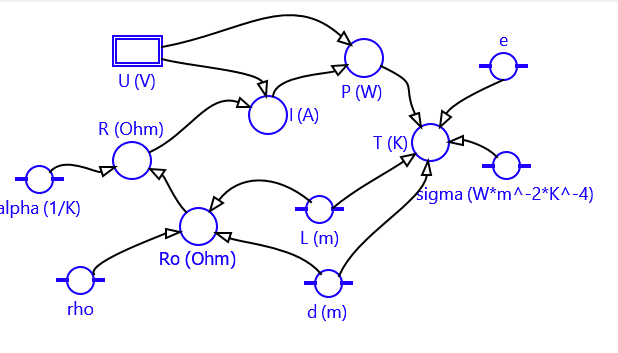 e
U (V)
P (W)
I (A)
R (Ohm)
T (K)
sigma (W*m^-2*K^-4)
alpha (1/K)
L (m)
Ro (Ohm)
rho
d (m)